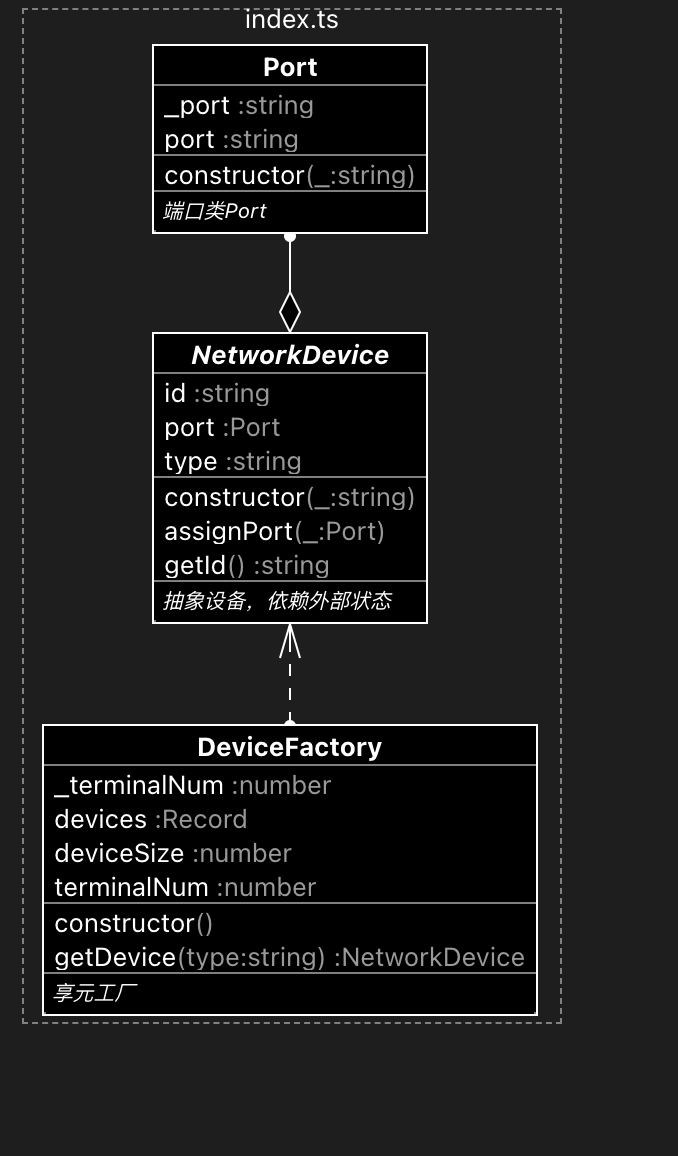 index.ts
Port
_port :string
port :string
constructor(_:string)
端口类Port
NetworkDevice
id :string
port :Port
type :string
constructor(_:string)
assignPort(_:Port)
getId() :string
抽象设备，依赖外部状态
DeviceFactory
_terminalNum :number
devices :Record
deviceSize :number
terminalNum :number
constructor()
getDevice(type:string) :NetworkDevice
享元工厂